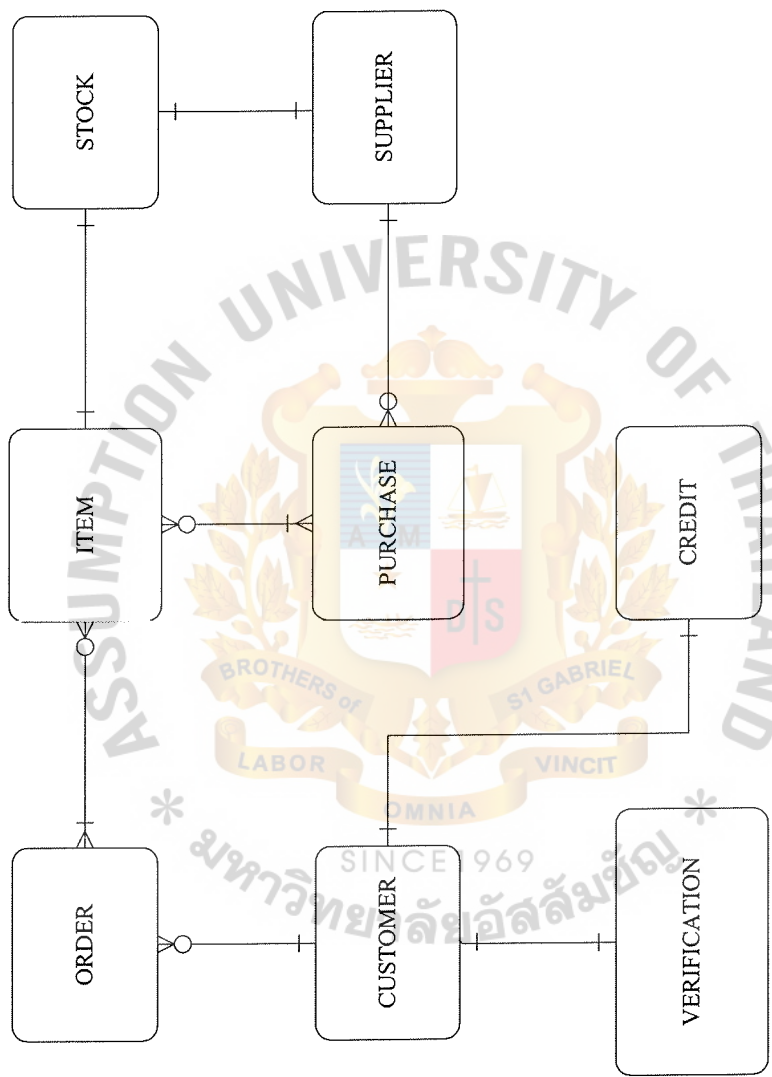 STOCK
SUPPLIER
ITEM
PURCHASE
CREDIT
ORDER
CUSTOMER
VERIFICATION
ASSUMPTION UNIVERSITY OF THAILAND
A M
D S
BROTHERS of
S1 GABRIEL
LABOR
VINCIT
OMNIA
SINCE 1969
* มหาวิทยาลัยอัสสัมชัญ *